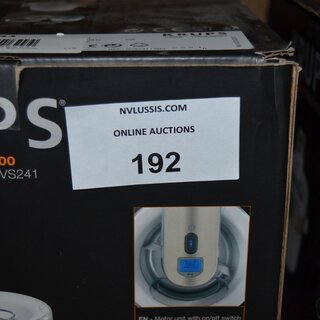 KRUPS
PS®
NVLUSSIS.COM
ONLINE AUCTIONS
192
00
VS241
EN - Motor unit with on/off switch